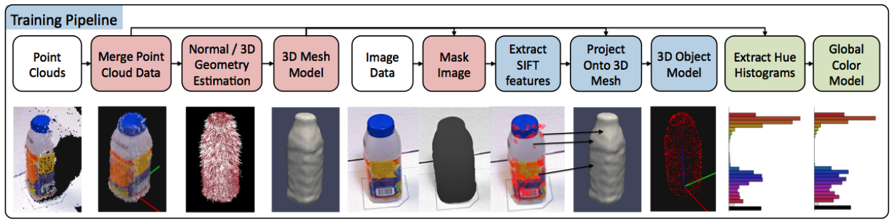 Training Pipeline
Point
Clouds
Merge Point
Cloud Data
Normal / 3D
Geometry
Estimation
3D Mesh
Model
Image
Data
Mask
Image
Extract
SIFT
features
Project
Onto 3D
Mesh
3D Object
Model
Extract Hue
Histograms
Global
Color
Model